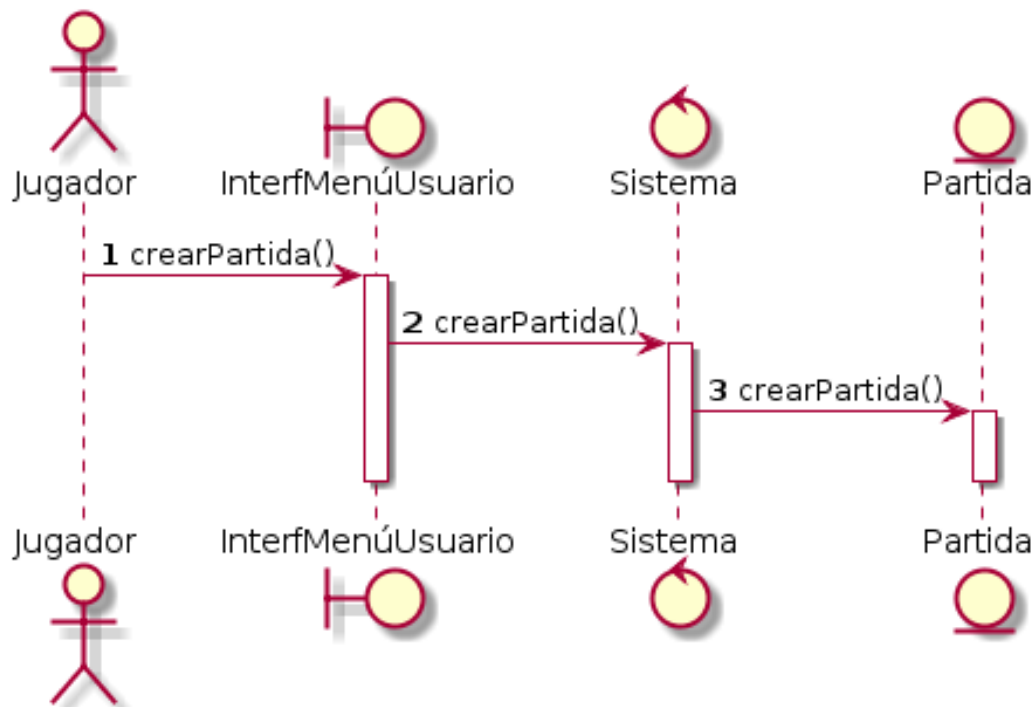 Jugador InterfMenúUsuario Sistema Partida
1 crearPartida()
2 crearPartida()
3 crearPartida()
Jugador InterfMenúUsuario Sistema Partida